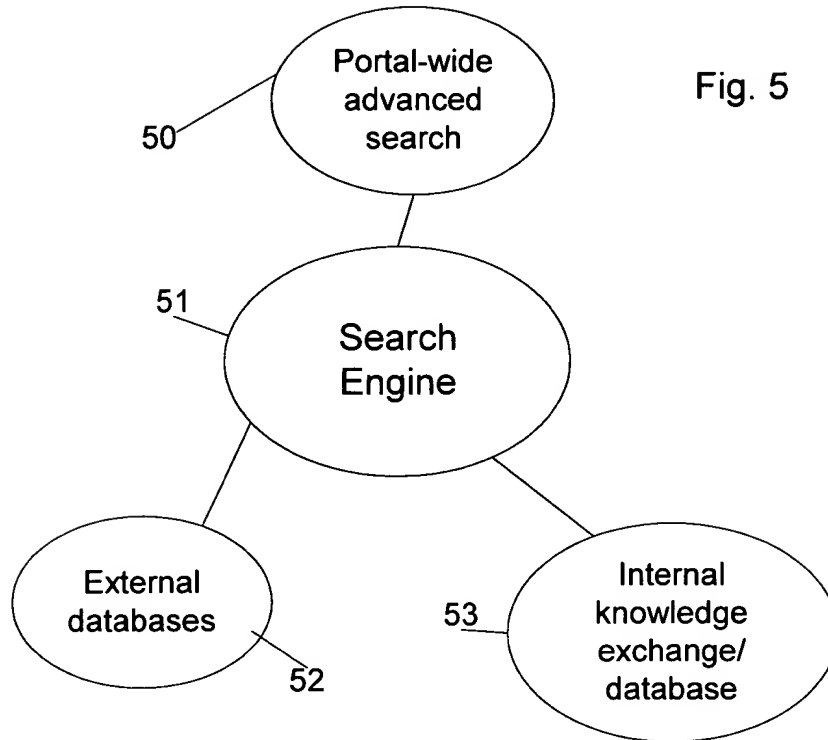 Portal-wide
advanced
search
Fig. 5
50
51
Search
Engine
External
databases
52
53
Internal
knowledge
exchange/
database